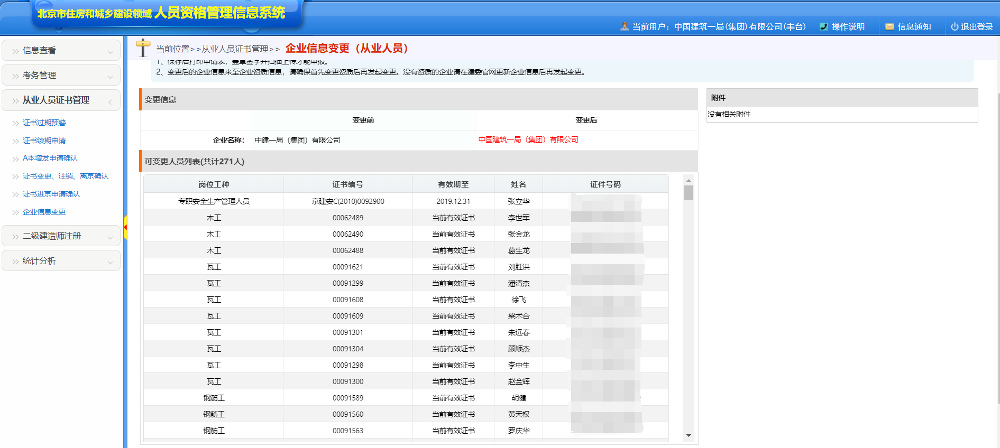 北京市住房和城乡建设领域 人员资格管理信息系统
当前用户：中国建筑一局(集团)有限公司(丰台) 操作说明 信息通知 退出登录
信息查看
考务管理
从业人员证书管理
证书过期预警
证书续期申请
A本增发申请确认
证书变更、注销、离京确认
证书进京申请确认
企业信息变更
二级建造师注册
统计分析
当前位置>>从业人员证书管理>> 企业信息变更（从业人员）
1、保存后打印申请表，盖章签字并扫描上传才能申报。
2、变更后的企业信息来至企业资质信息，请确保首先变更资质后再发起变更。没有资质的企业请在建委官网更新企业信息后再发起变更。
变更信息
变更前 变更后
企业名称： 中建一局（集团）有限公司 中国建筑一局（集团）有限公司
可变更人员列表(共计271人)
岗位工种 证书编号 有效期至 姓名 证件号码
专职安全生产管理人员 京建安C(2010)0092900 2019.12.31 张立华
木工 00062489 当前有效证书 李世军
木工 00062490 当前有效证书 张金龙
木工 00062488 当前有效证书 葛生龙
瓦工 00091621 当前有效证书 刘胜洪
瓦工 00091299 当前有效证书 潘清杰
瓦工 00091608 当前有效证书 徐飞
瓦工 00091609 当前有效证书 梁术合
瓦工 00091301 当前有效证书 朱远春
瓦工 00091304 当前有效证书 顾顺杰
瓦工 00091298 当前有效证书 李中生
瓦工 00091300 当前有效证书 赵金辉
钢筋工 00091589 当前有效证书 胡健
钢筋工 00091560 当前有效证书 黄天权
钢筋工 00091563 当前有效证书 罗庆华
附件
没有相关附件